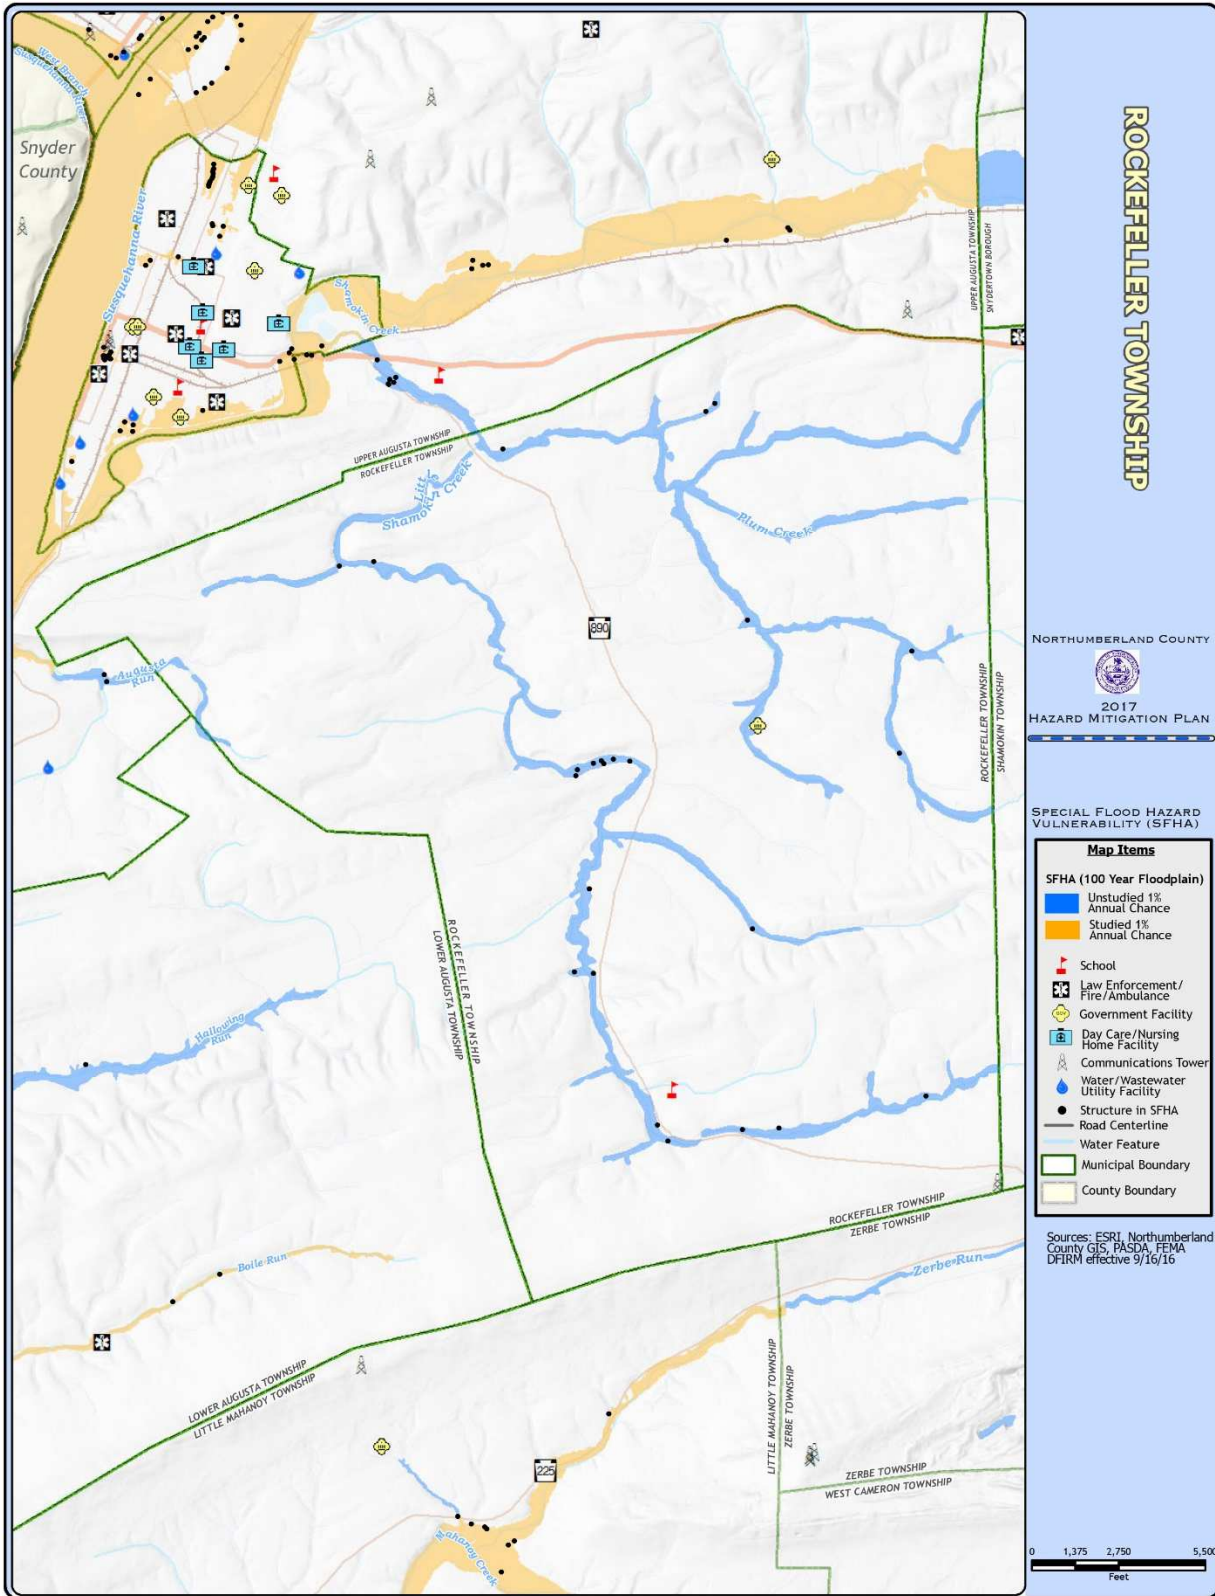 West Branch
Susquehanna River
Snyder
County
Susquehanna River
Shamokin Creek
UPPER AUGUSTA TOWNSHIP
SNYDERTOWN BOROUGH
UPPER AUGUSTA TOWNSHIP
ROCKEFELLER TOWNSHIP
Shamokin Creek
Plum Creek
890
Augusta
Run
ROCKEFELLER TOWNSHIP
SHAMOKIN TOWNSHIP
ROCKEFELLER TOWNSHIP
LOWER AUGUSTA TOWNSHIP
Hallowing
Run
ROCKEFELLER TOWNSHIP
ZERBE TOWNSHIP
Boile Run
Zerbe Run
LOWER AUGUSTA TOWNSHIP
LITTLE MAHANOY TOWNSHIP
LITTLE MAHANOY TOWNSHIP
ZERBE TOWNSHIP
225
ZERBE TOWNSHIP
WEST CAMERON TOWNSHIP
Mahanoy Creek
ROCKEFELLER TOWNSHIP
NORTHUMBERLAND COUNTY
2017
HAZARD MITIGATION PLAN
SPECIAL FLOOD HAZARD
VULNERABILITY (SFHA)
Map Items
SFHA (100 Year Floodplain)
Unstudied 1%
Annual Chance
Studied 1%
Annual Chance
School
Law Enforcement/
Fire/Ambulance
Government Facility
Day Care/Nursing
Home Facility
Communications Tower
Water/Wastewater
Utility Facility
Structure in SFHA
Road Centerline
Water Feature
Municipal Boundary
County Boundary
Sources: ESRI, Northumberland
County GIS, PASDA, FEMA
DFIRM effective 9/16/16
0 1,375 2,750 5,500
Feet